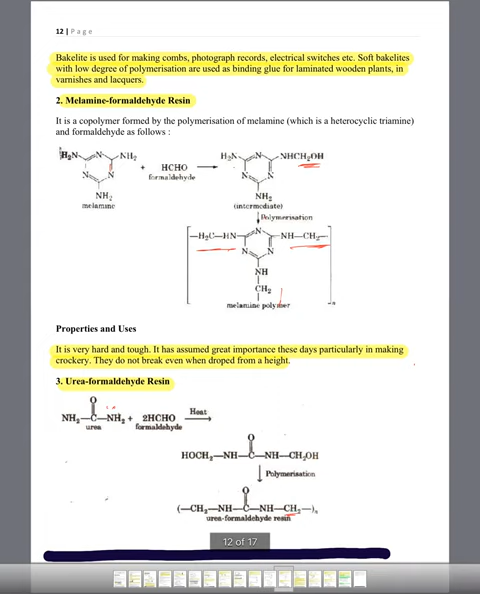 12 | P a g e
Bakelite is used for making combs, photograph records, electrical switches etc. Soft bakelites
with low degree of polymerisation are used as binding glue for laminated wooden plants, in
varnishes and lacquers.
2. Melamine-formaldehyde Resin
It is a copolymer formed by the polymerisation of melamine (which is a heterocyclic triamine)
and formaldehyde as follows :
H₂N N NH₂ + HCHO H₂N N NHCH₂OH
N N formaldehyde N N
NH₂ NH₂
melamine (intermediate)
Polymerisation
—H₂C—HN N NH—CH₂—
N N
NH
CH₂
melamine polymer n
Properties and Uses
It is very hard and tough. It has assumed great importance these days particularly in making
crockery. They do not break even when droped from a height.
3. Urea-formaldehyde Resin
O
NH₂—C—NH₂ + 2HCHO Heat
urea formaldehyde
O
HOCH₂—NH—C—NH—CH₂OH
Polymerisation
O
(—CH₂—NH—C—NH—CH₂—)n
urea-formaldehyde resin
12 of 17